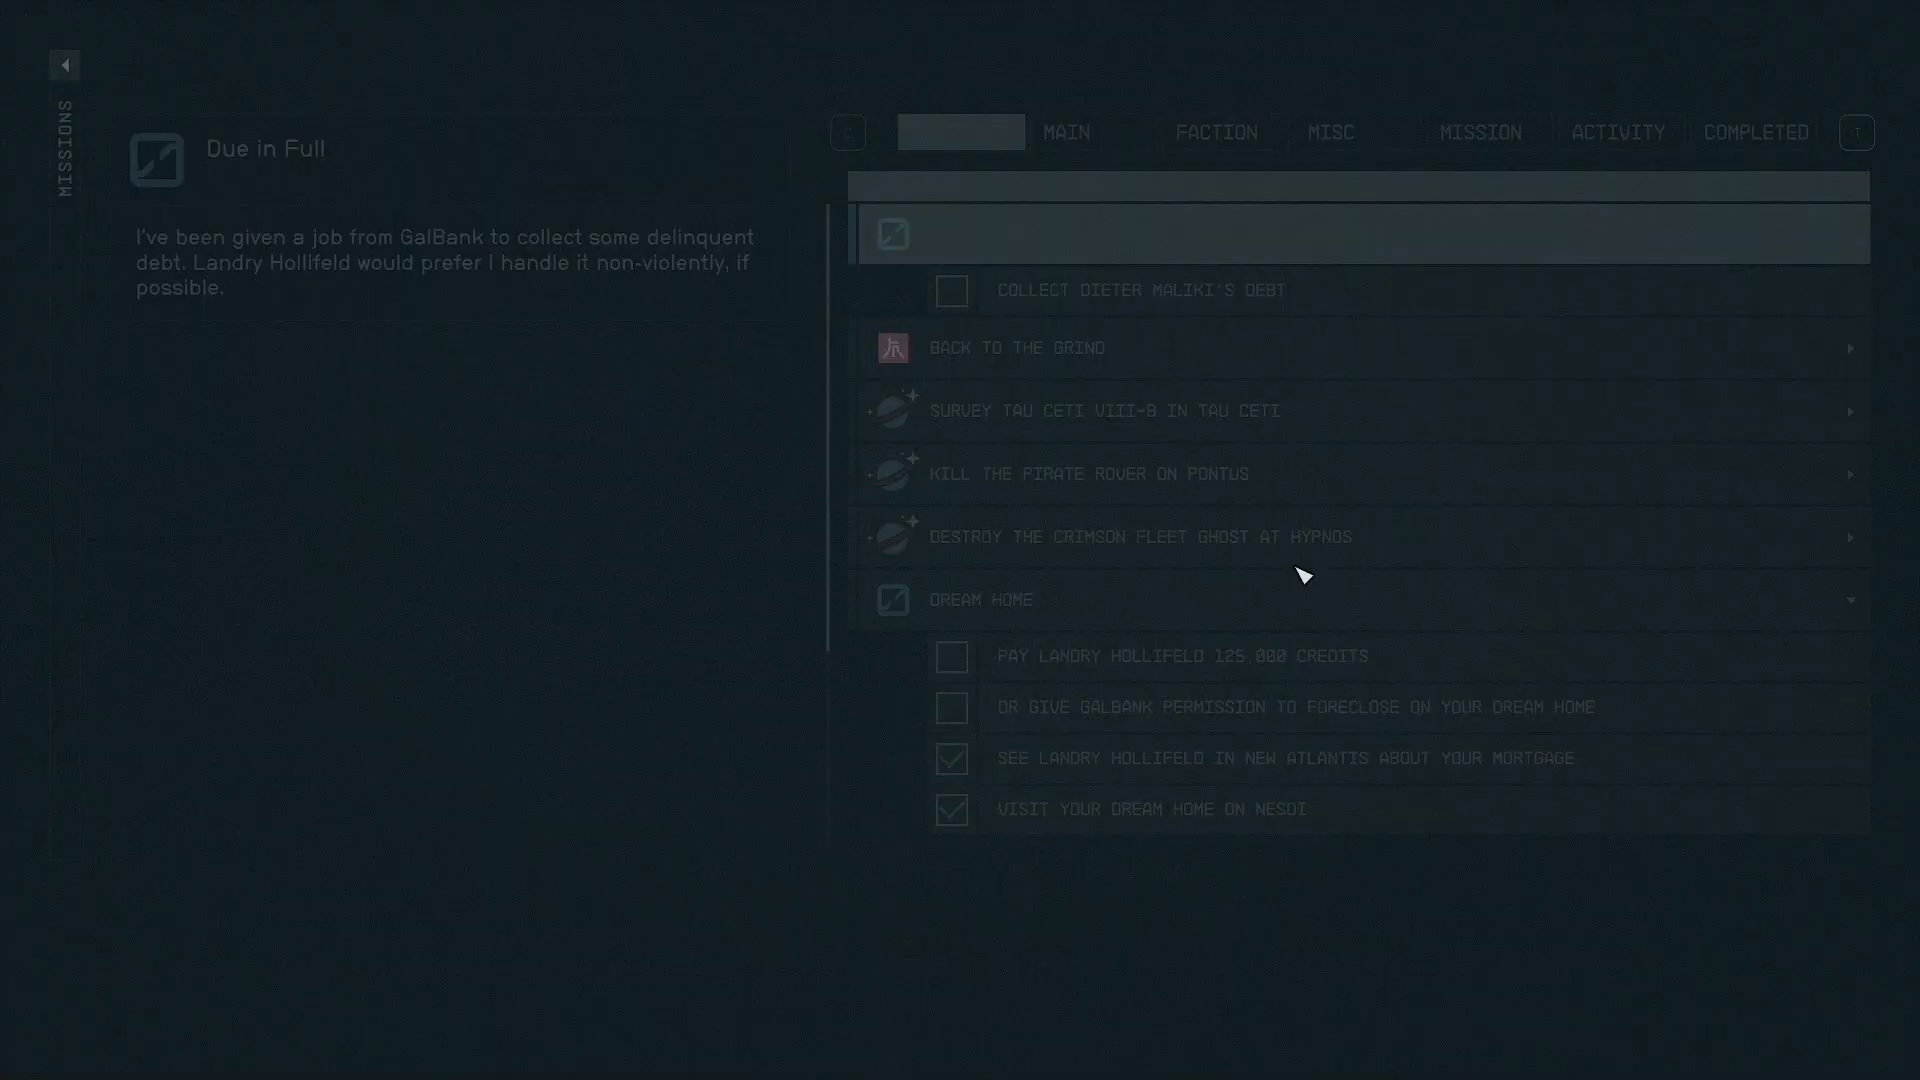 MISSIONS
Due in Full
I've been given a job from GalBank to collect some delinquent
debt. Landry Hollifeld would prefer I handle it non-violently, if
possible.
MAIN
FACTION
MISC
MISSION
ACTIVITY
COMPLETED
T
COLLECT DIETER MALIKI'S DEBT
BACK TO THE GRIND
SURVEY TAU CETI VIII-B IN TAU CETI
KILL THE PIRATE ROVER ON PONTUS
DESTROY THE CRIMSON FLEET GHOST AT HYPNOS
DREAM HOME
PAY LANDRY HOLLIFELD 125,000 CREDITS
OR GIVE GALBANK PERMISSION TO FORECLOSE ON YOUR DREAM HOME
SEE LANDRY HOLLIFELD IN NEW ATLANTIS ABOUT YOUR MORTGAGE
VISIT YOUR DREAM HOME ON NESOI